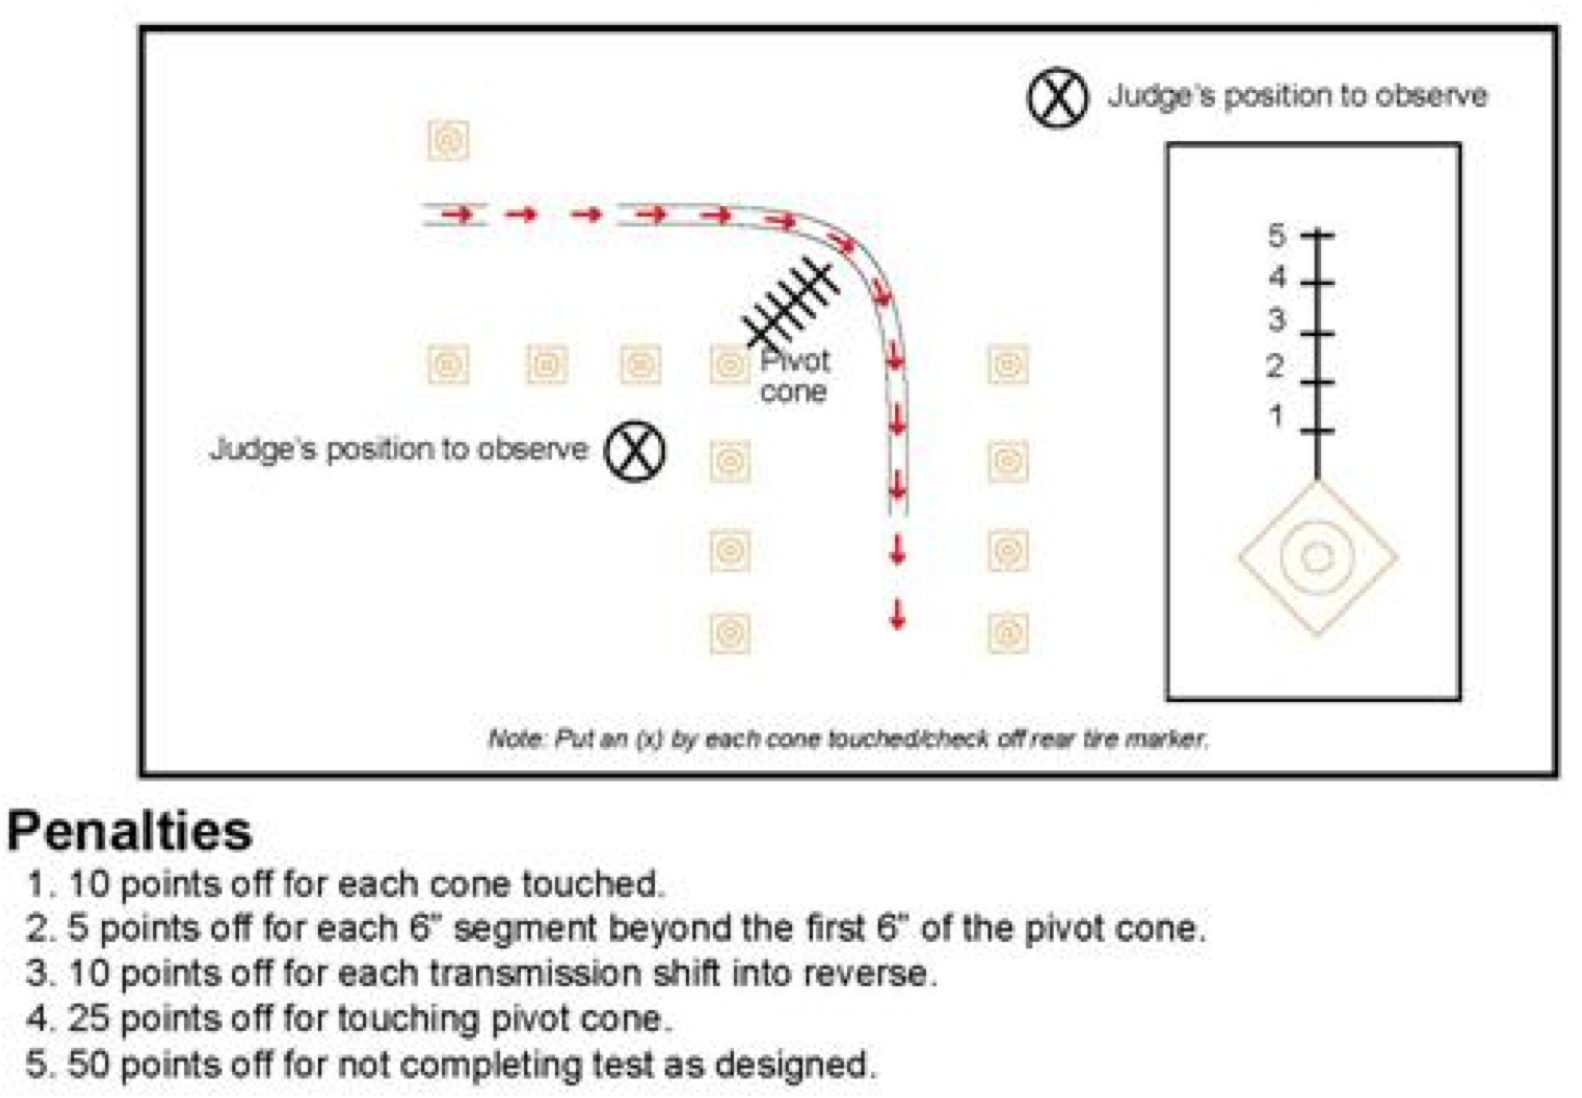 Judge's position to observe
5
4
3
2
1
Pivot
cone
Judge's position to observe
Note: Put an (x) by each cone touched/check off rear tire marker.
Penalties
1. 10 points off for each cone touched.
2. 5 points off for each 6” segment beyond the first 6” of the pivot cone.
3. 10 points off for each transmission shift into reverse.
4. 25 points off for touching pivot cone.
5. 50 points off for not completing test as designed.